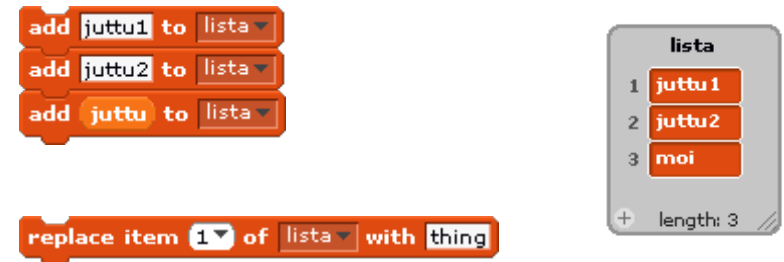 add juttu1 to lista
add juttu2 to lista
add juttu to lista
replace item 1 of lista with thing
lista
1 juttu1
2 juttu2
3 moi
+ length: 3